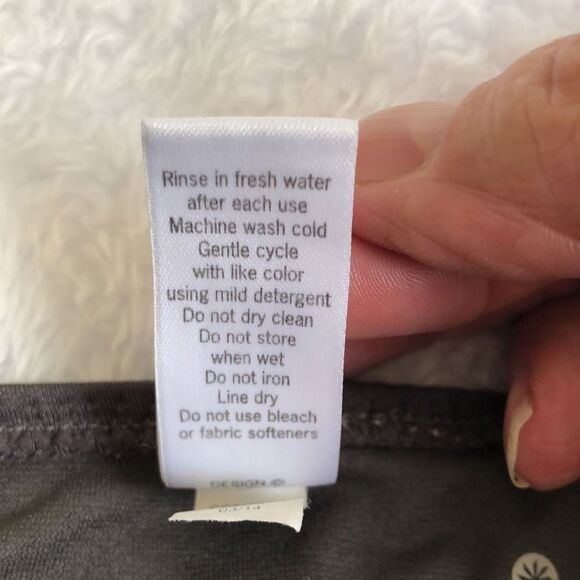 Rinse in fresh water
after each use
Machine wash cold
Gentle cycle
with like color
using mild detergent
Do not dry clean
Do not store
when wet
Do not iron
Line dry
Do not use bleach
or fabric softeners
DESIGN ©
03/14